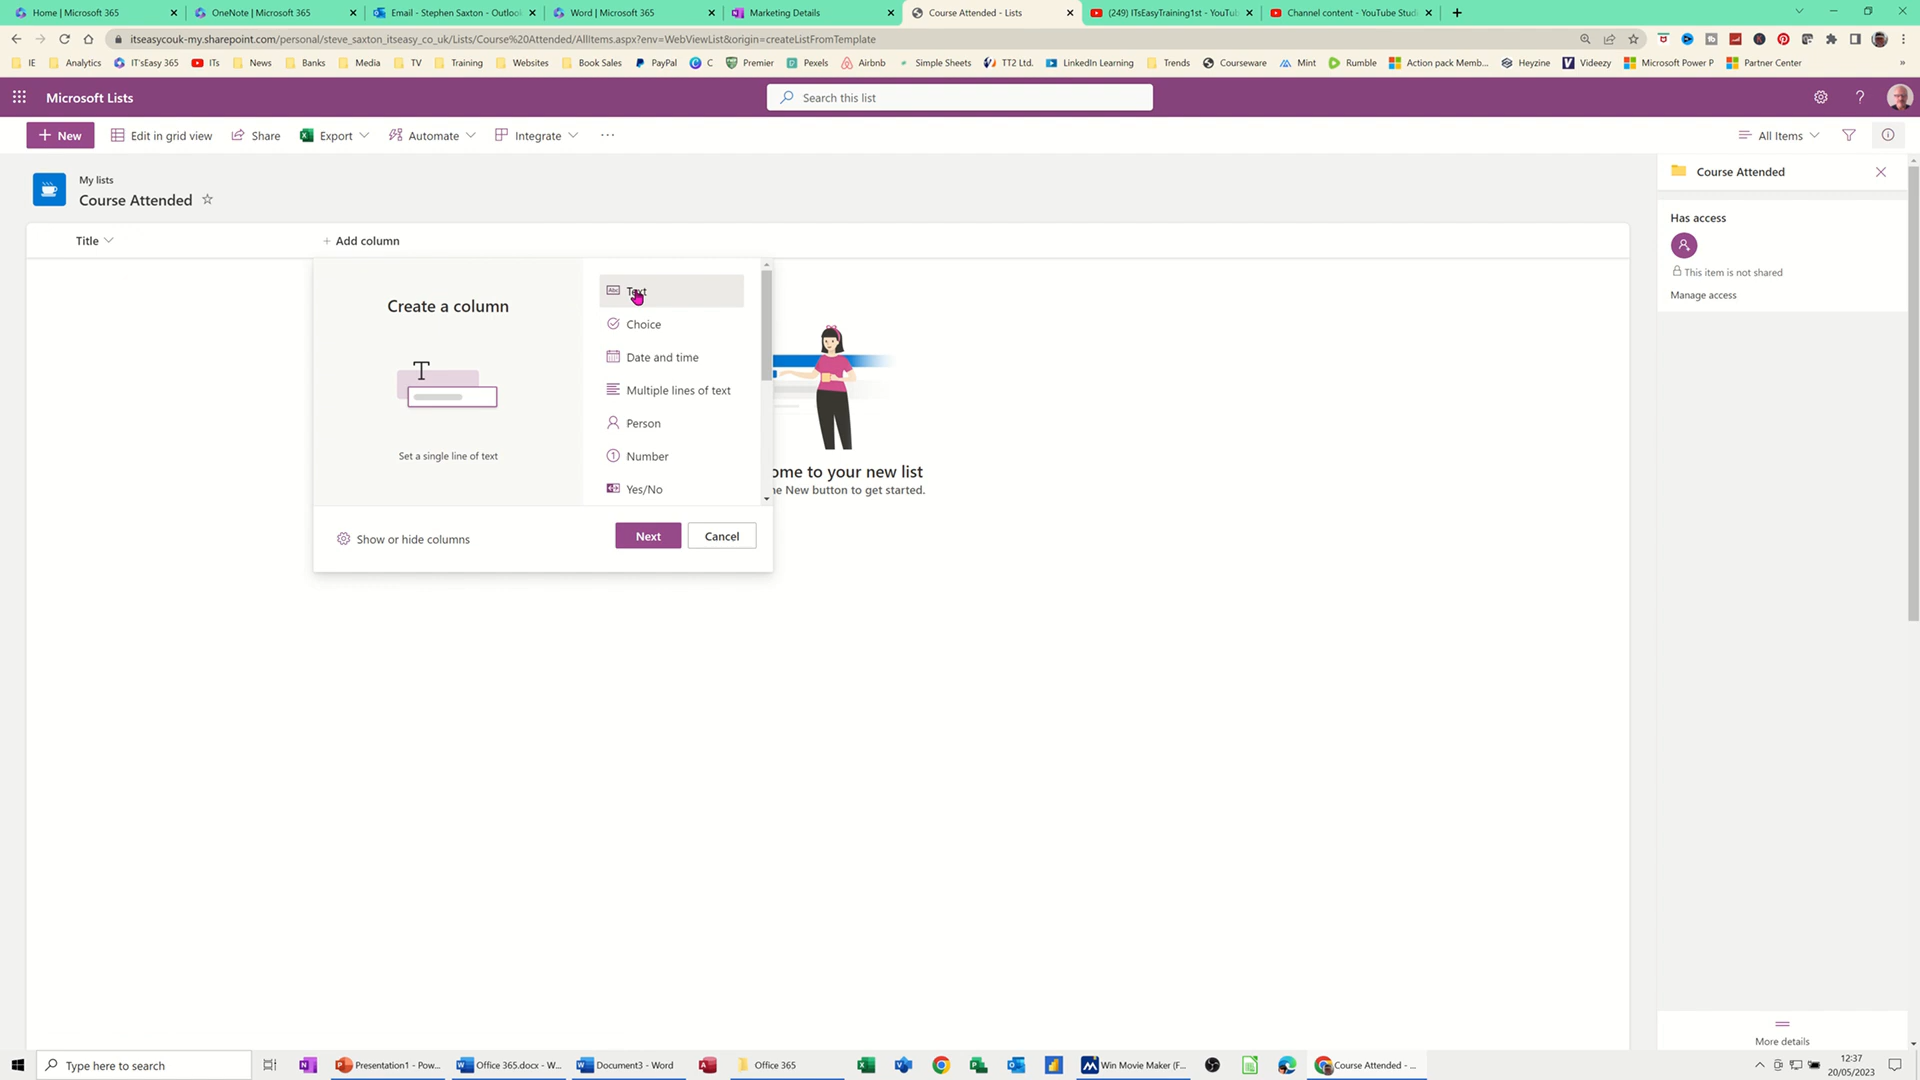 Home | Microsoft 365
OneNote | Microsoft 365
Email - Stephen Saxton - Outloo
Word | Microsoft 365
Marketing Details
Course Attended - Lists
(249) ITsEasyTraining1st - YouTu
Channel content - YouTube Stud
itseasycouk-my.sharepoint.com/personal/steve_saxton_itseasy_co_uk/Lists/Course%20Attended/AllItems.aspx?env=WebViewList&origin=createListFromTemplate
IE
Analytics
IT'sEasy 365
ITs
News
Banks
Media
TV
Training
Websites
Book Sales
PayPal
C
Premier
Pexels
Airbnb
Simple Sheets
TT2 Ltd.
LinkedIn Learning
Trends
Courseware
Mint
Rumble
Action pack Memb...
Heyzine
Videezy
Microsoft Power P
Partner Center
Microsoft Lists
Search this list
New
Edit in grid view
Share
Export
Automate
Integrate
All Items
My lists
Course Attended
Title
Add column
Create a column
T
Set a single line of text
Abc
Text
Choice
Date and time
Multiple lines of text
Person
Number
Yes/No
Show or hide columns
Next
Cancel
ome to your new list
he New button to get started.
Course Attended
Has access
This item is not shared
Manage access
More details
Type here to search
Presentation1 - Pow...
Office 365.docx - W...
Document3 - Word
Office 365
Win Movie Maker (F...
Course Attended - ...
12:37
20/05/2023